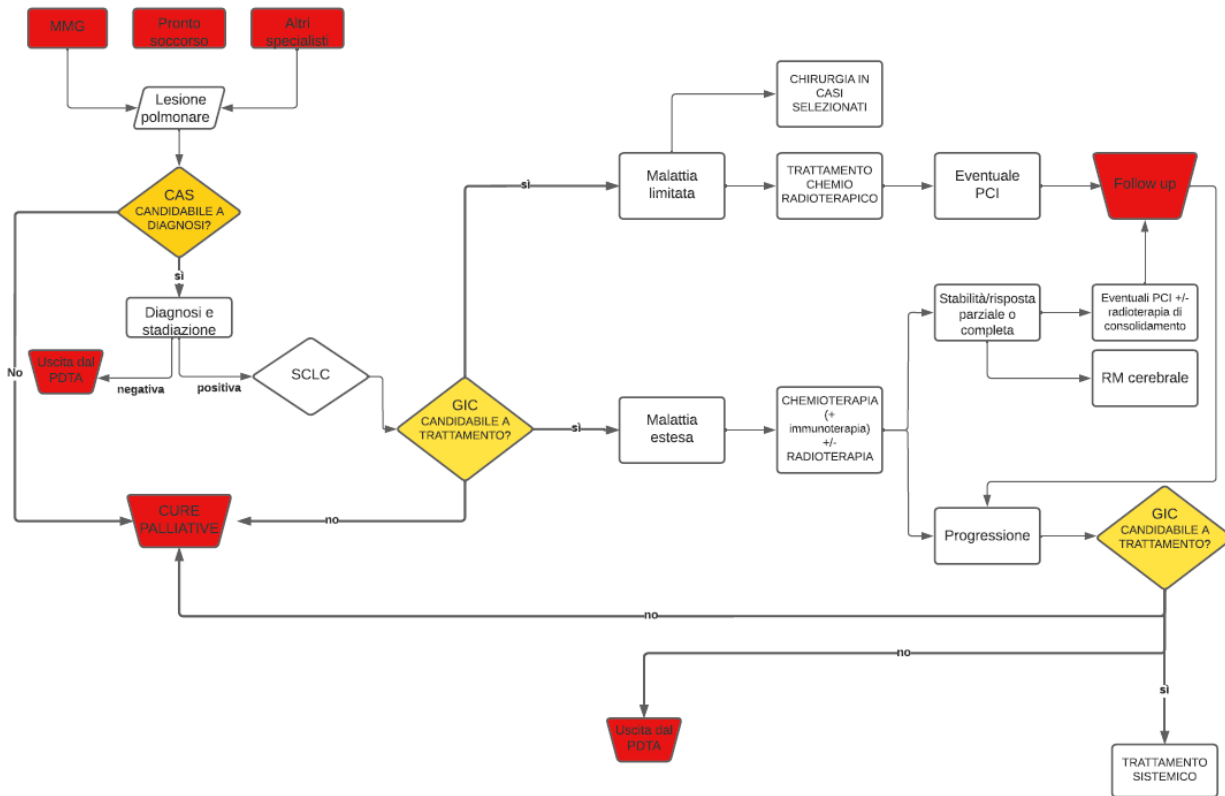 MMG
Pronto
soccorso
Altri
specialisti
Lesione
polmonare
CAS
CANDIDABILE A
DIAGNOSI?
No
sì
Diagnosi e
stadiazione
Uscita dal
PDTA
negativa
positiva
SCLC
GIC
CANDIDABILE A
TRATTAMENTO?
no
CURE
PALLIATIVE
sì
Malattia
limitata
CHIRURGIA IN
CASI
SELEZIONATI
TRATTAMENTO
CHEMIO
RADIOTERAPICO
Eventuale
PCI
Follow up
sì
Malattia
estesa
CHEMIOTERAPIA
(+
immunoterapia)
+/-
RADIOTERAPIA
Stabilità/risposta
parziale o
completa
Eventuali PCI +/-
radioterapia di
consolidamento
RM cerebrale
Progressione
GIC
CANDIDABILE A
TRATTAMENTO?
no
no
sì
Uscita dal
PDTA
TRATTAMENTO
SISTEMICO